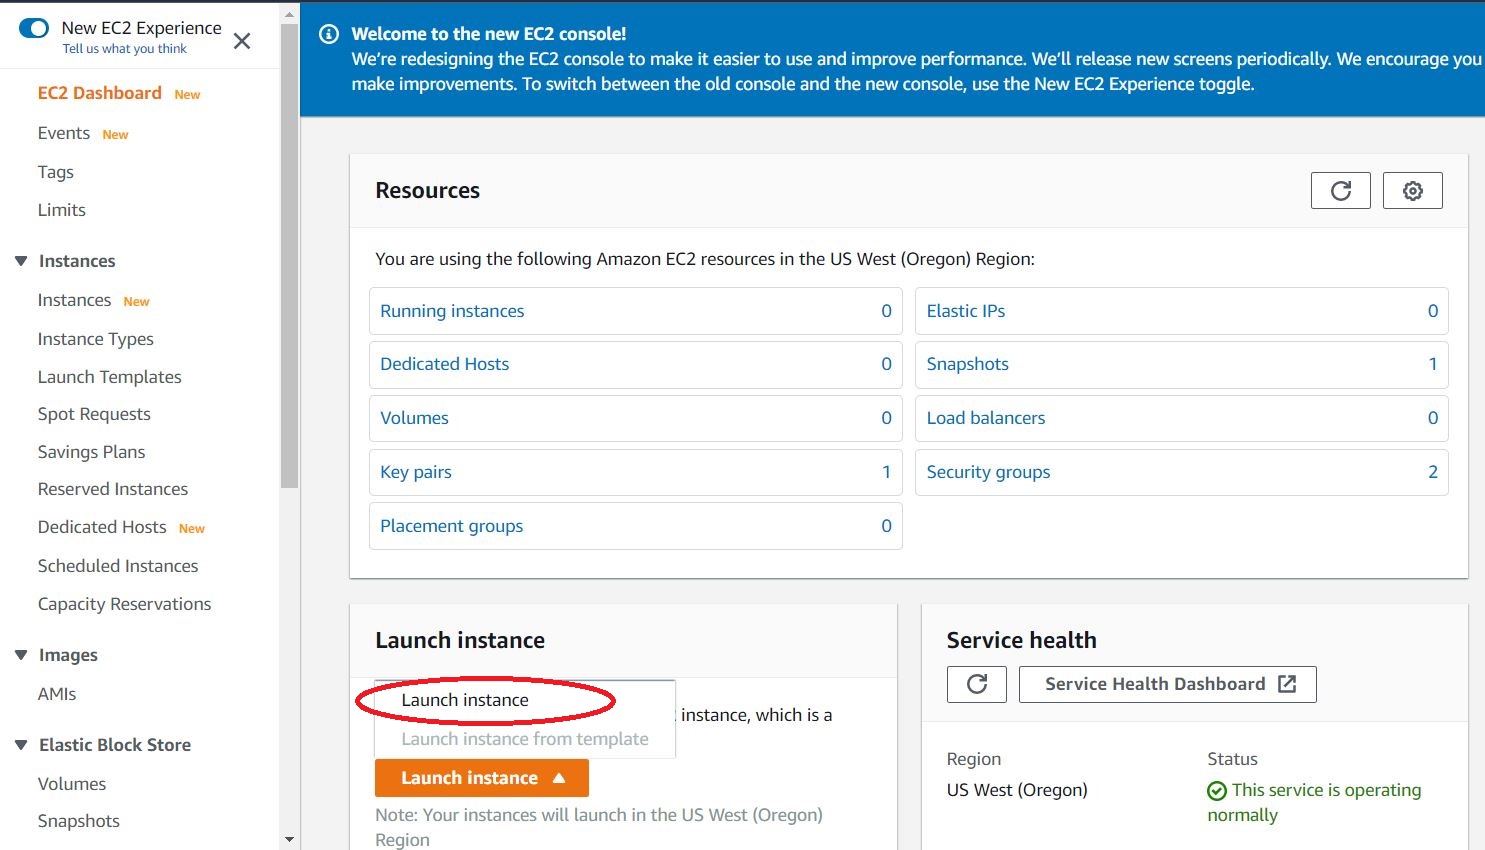 New EC2 Experience
Tell us what you think
EC2 Dashboard New
Events New
Tags
Limits
Instances
Instances New
Instance Types
Launch Templates
Spot Requests
Savings Plans
Reserved Instances
Dedicated Hosts New
Scheduled Instances
Capacity Reservations
Images
AMIs
Elastic Block Store
Volumes
Snapshots
Welcome to the new EC2 console!
We're redesigning the EC2 console to make it easier to use and improve performance. We'll release new screens periodically. We encourage you
make improvements. To switch between the old console and the new console, use the New EC2 Experience toggle.
Resources
You are using the following Amazon EC2 resources in the US West (Oregon) Region:
Running instances 0
Elastic IPs 0
Dedicated Hosts 0
Snapshots 1
Volumes 0
Load balancers 0
Key pairs 1
Security groups 2
Placement groups 0
Launch instance
Launch instance
instance, which is a
Launch instance from template
Launch instance
Note: Your instances will launch in the US West (Oregon)
Region
Service health
Service Health Dashboard
Region
Status
US West (Oregon)
This service is operating
normally